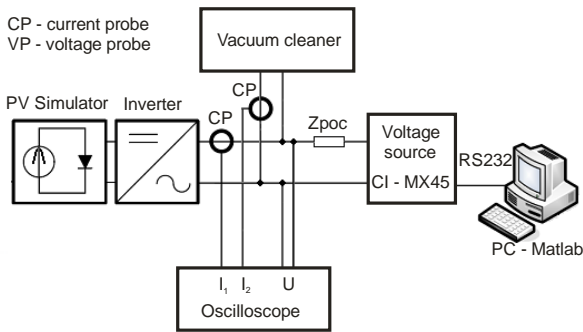 CP - current probe
VP - voltage probe
Vacuum cleaner
CP
PV Simulator
Inverter
CP
Zpoc
Voltage
source
CI - MX45
RS232
PC - Matlab
I₁ I₂ U
Oscilloscope